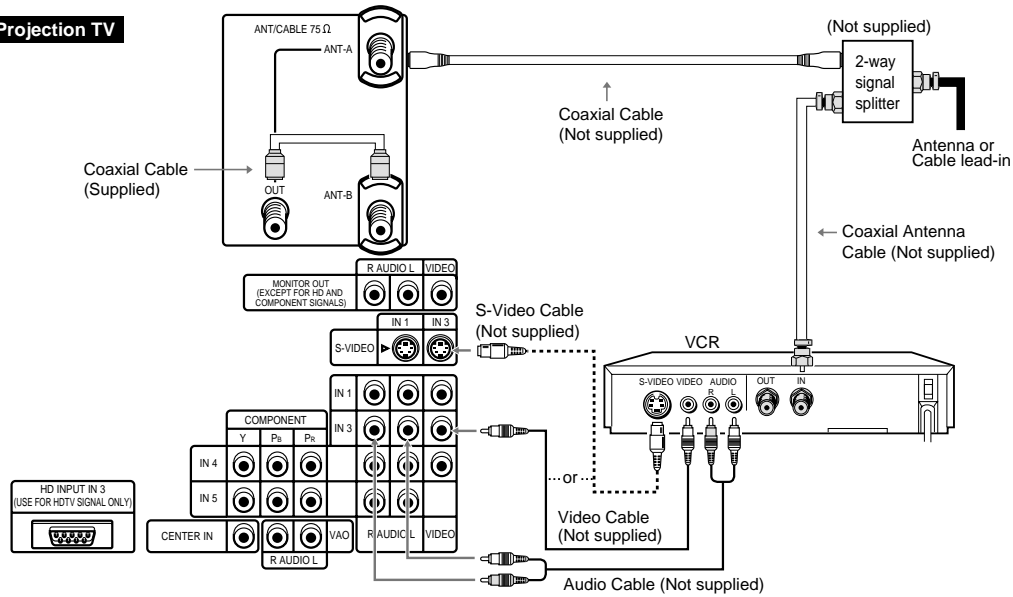 Projection TV
ANT/CABLE 75 Ω
ANT-A
Coaxial Cable
(Supplied)
OUT
ANT-B
Coaxial Cable
(Not supplied)
(Not supplied)
2-way
signal
splitter
Antenna or
Cable lead-in
Coaxial Antenna
Cable (Not supplied)
R AUDIO L VIDEO
MONITOR OUT
(EXCEPT FOR HD AND
COMPONENT SIGNALS)
IN 1 IN 3
S-VIDEO
S-Video Cable
(Not supplied)
VCR
S-VIDEO VIDEO AUDIO
R L
OUT IN
IN 1
IN 3
COMPONENT
Y PB PR
IN 4
IN 5
HD INPUT IN 3
(USE FOR HDTV SIGNAL ONLY)
CENTER IN
VAO
R AUDIO L VIDEO
R AUDIO L
or
Video Cable
(Not supplied)
Audio Cable (Not supplied)